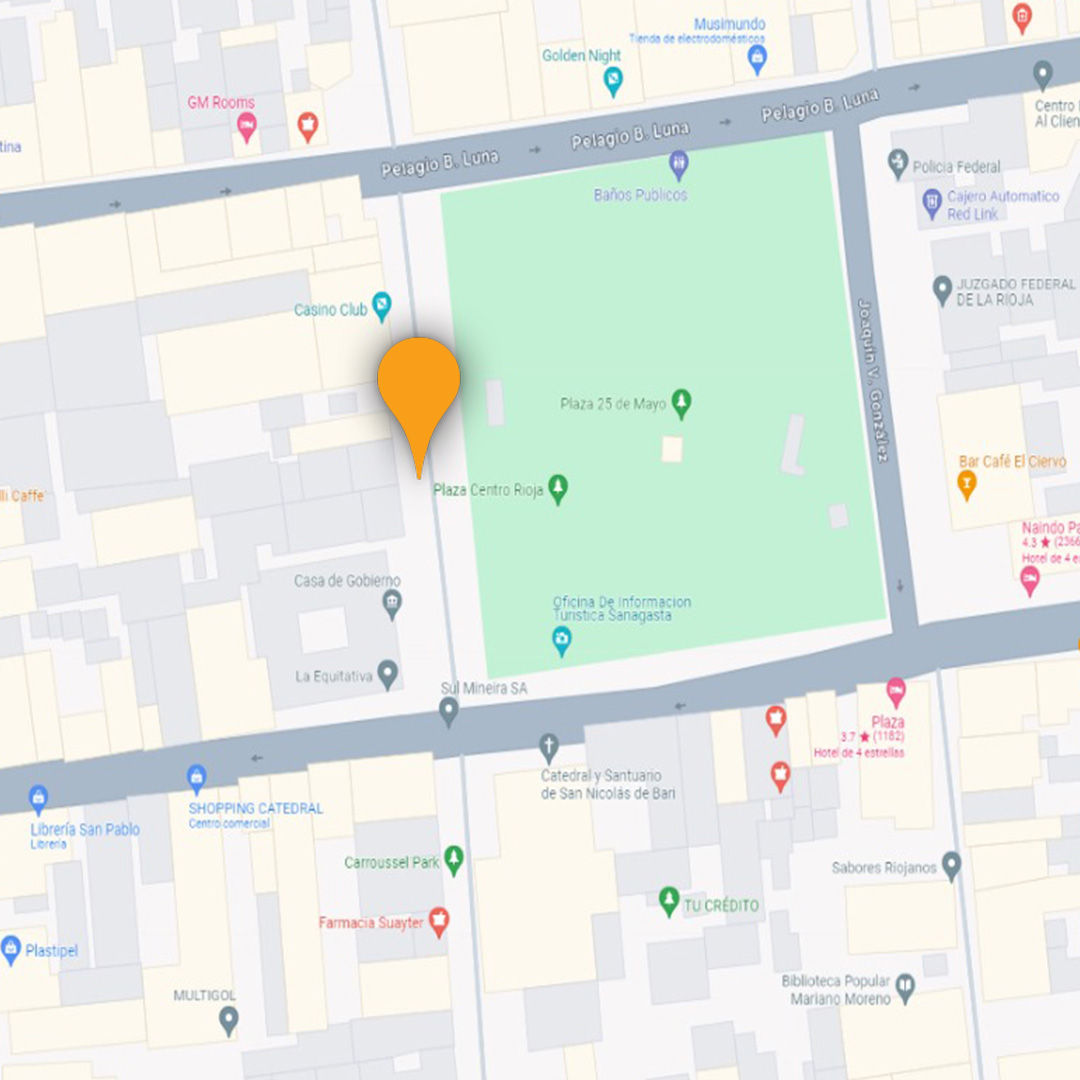 Musimundo
Tienda de electrodomésticos
Golden Night
GM Rooms
Centro
Al Clien
tina
Pelagio B. Luna
Pelagio B. Luna
Pelagio B. Luna
Policia Federal
Baños Publicos
Cajero Automatico
Red Link
JUZGADO FEDERAL
DE LA RIOJA
Casino Club
Joaquín V. González
Plaza 25 de Mayo
Bar Café El Ciervo
lli Caffe'
Plaza Centro Rioja
Naindo Pa
4.3 ★ (2366
Hotel de 4 es
Casa de Gobierno
Oficina De Informacion
Turistica Sanagasta
La Equitativa
Sul Mineira SA
Plaza
3.7 ★ (1182)
Hotel de 4 estrellas
Catedral y Santuario
de San Nicolás de Bari
SHOPPING CATEDRAL
Centro comercial
Librería San Pablo
Librería
Carroussel Park
Sabores Riojanos
TU CRÉDITO
Farmacia Suayter
Plastipel
Biblioteca Popular
Mariano Moreno
MULTIGOL